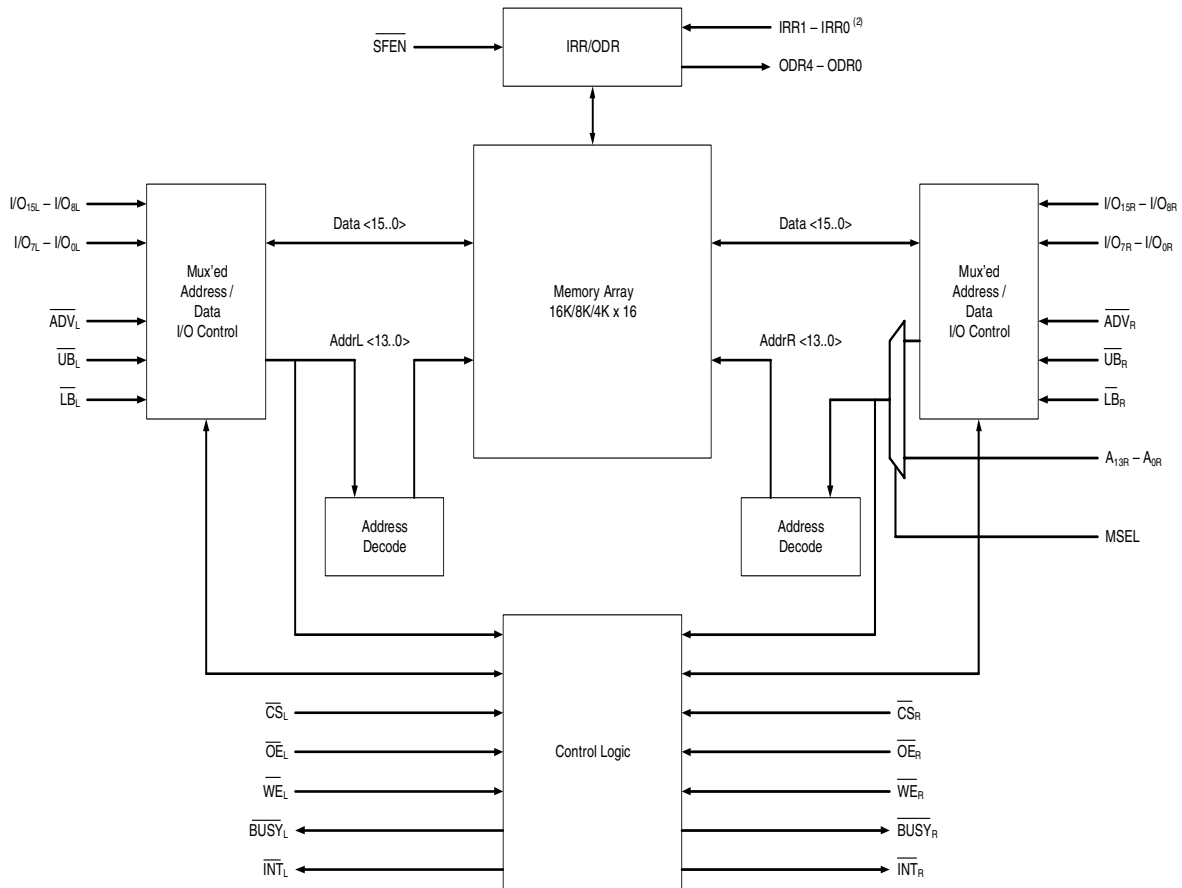 IRR1 – IRR0 (2)
SFEN
IRR/ODR
ODR4 – ODR0
I/O15L – I/O8L
I/O7L – I/O0L
Mux'ed
Address /
Data
I/O Control
ADVL
UBL
LBL
Data <15..0>
AddrL <13..0>
Memory Array
16K/8K/4K x 16
Data <15..0>
AddrR <13..0>
Mux'ed
Address /
Data
I/O Control
I/O15R – I/O8R
I/O7R – I/O0R
ADVR
UBR
LBR
A13R – A0R
MSEL
Address
Decode
Address
Decode
Control Logic
CSL
OEL
WEL
BUSYL
INTL
CSR
OER
WER
BUSYR
INTR